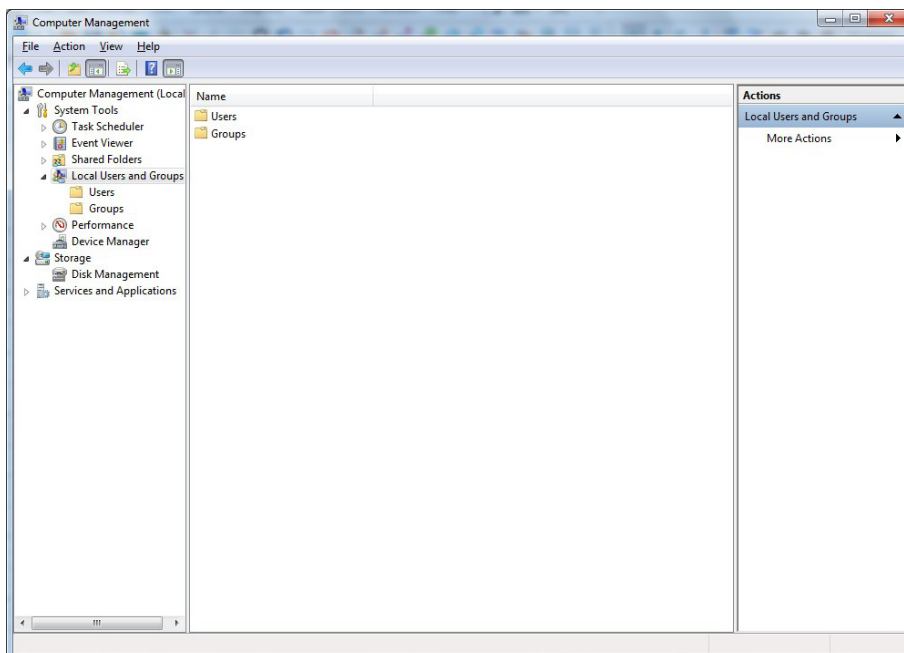 Computer Management
File Action View Help
Computer Management (Local
System Tools
Task Scheduler
Event Viewer
Shared Folders
Local Users and Groups
Users
Groups
Performance
Device Manager
Storage
Disk Management
Services and Applications
Name
Users
Groups
Actions
Local Users and Groups
More Actions